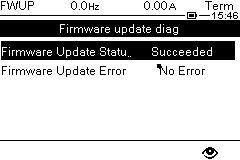 FWUP 0.0Hz 0.00A Term
15:46
Firmware update diag
Firmware Update Statu.. Succeeded
Firmware Update Error No Error